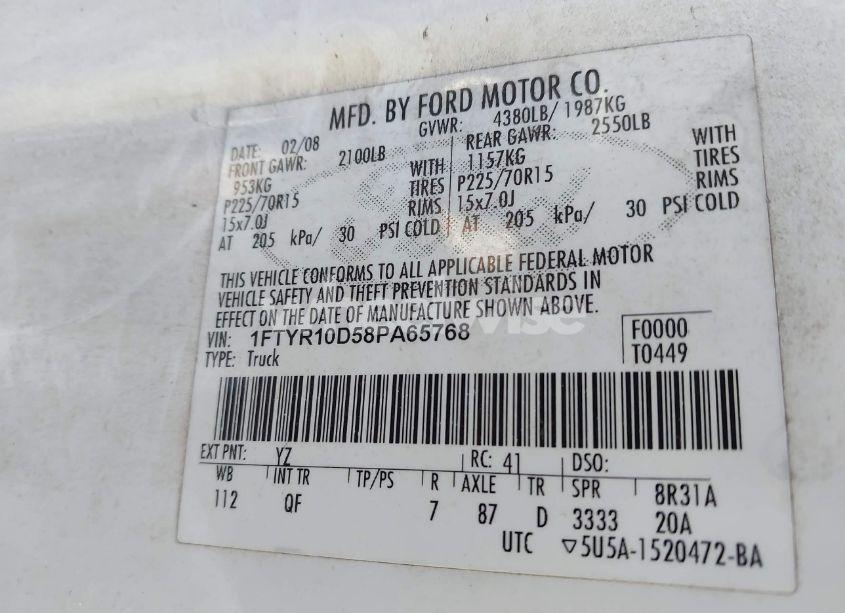 MFD. BY FORD MOTOR CO.
DATE: 02/08 GVWR: 4380LB/ 1987KG
FRONT GAWR: 2100LB REAR GAWR: 2550LB
953KG WITH 1157KG WITH
P225/70R15 TIRES P225/70R15 TIRES
15x7.0J RIMS 15x7.0J RIMS
AT 205 kPa/ 30 PSI COLD AT 205 kPa/ 30 PSI COLD
THIS VEHICLE CONFORMS TO ALL APPLICABLE FEDERAL MOTOR
VEHICLE SAFETY AND THEFT PREVENTION STANDARDS IN
EFFECT ON THE DATE OF MANUFACTURE SHOWN ABOVE.
VIN: 1FTYR10D58PA65768 F0000
TYPE: Truck T0449
EXT PNT: YZ RC: 41 DSO:
WB INT TR TP/PS R AXLE TR SPR 8R31A
112 QF 7 87 D 3333 20A
UTC ▽5U5A-1520472-BA